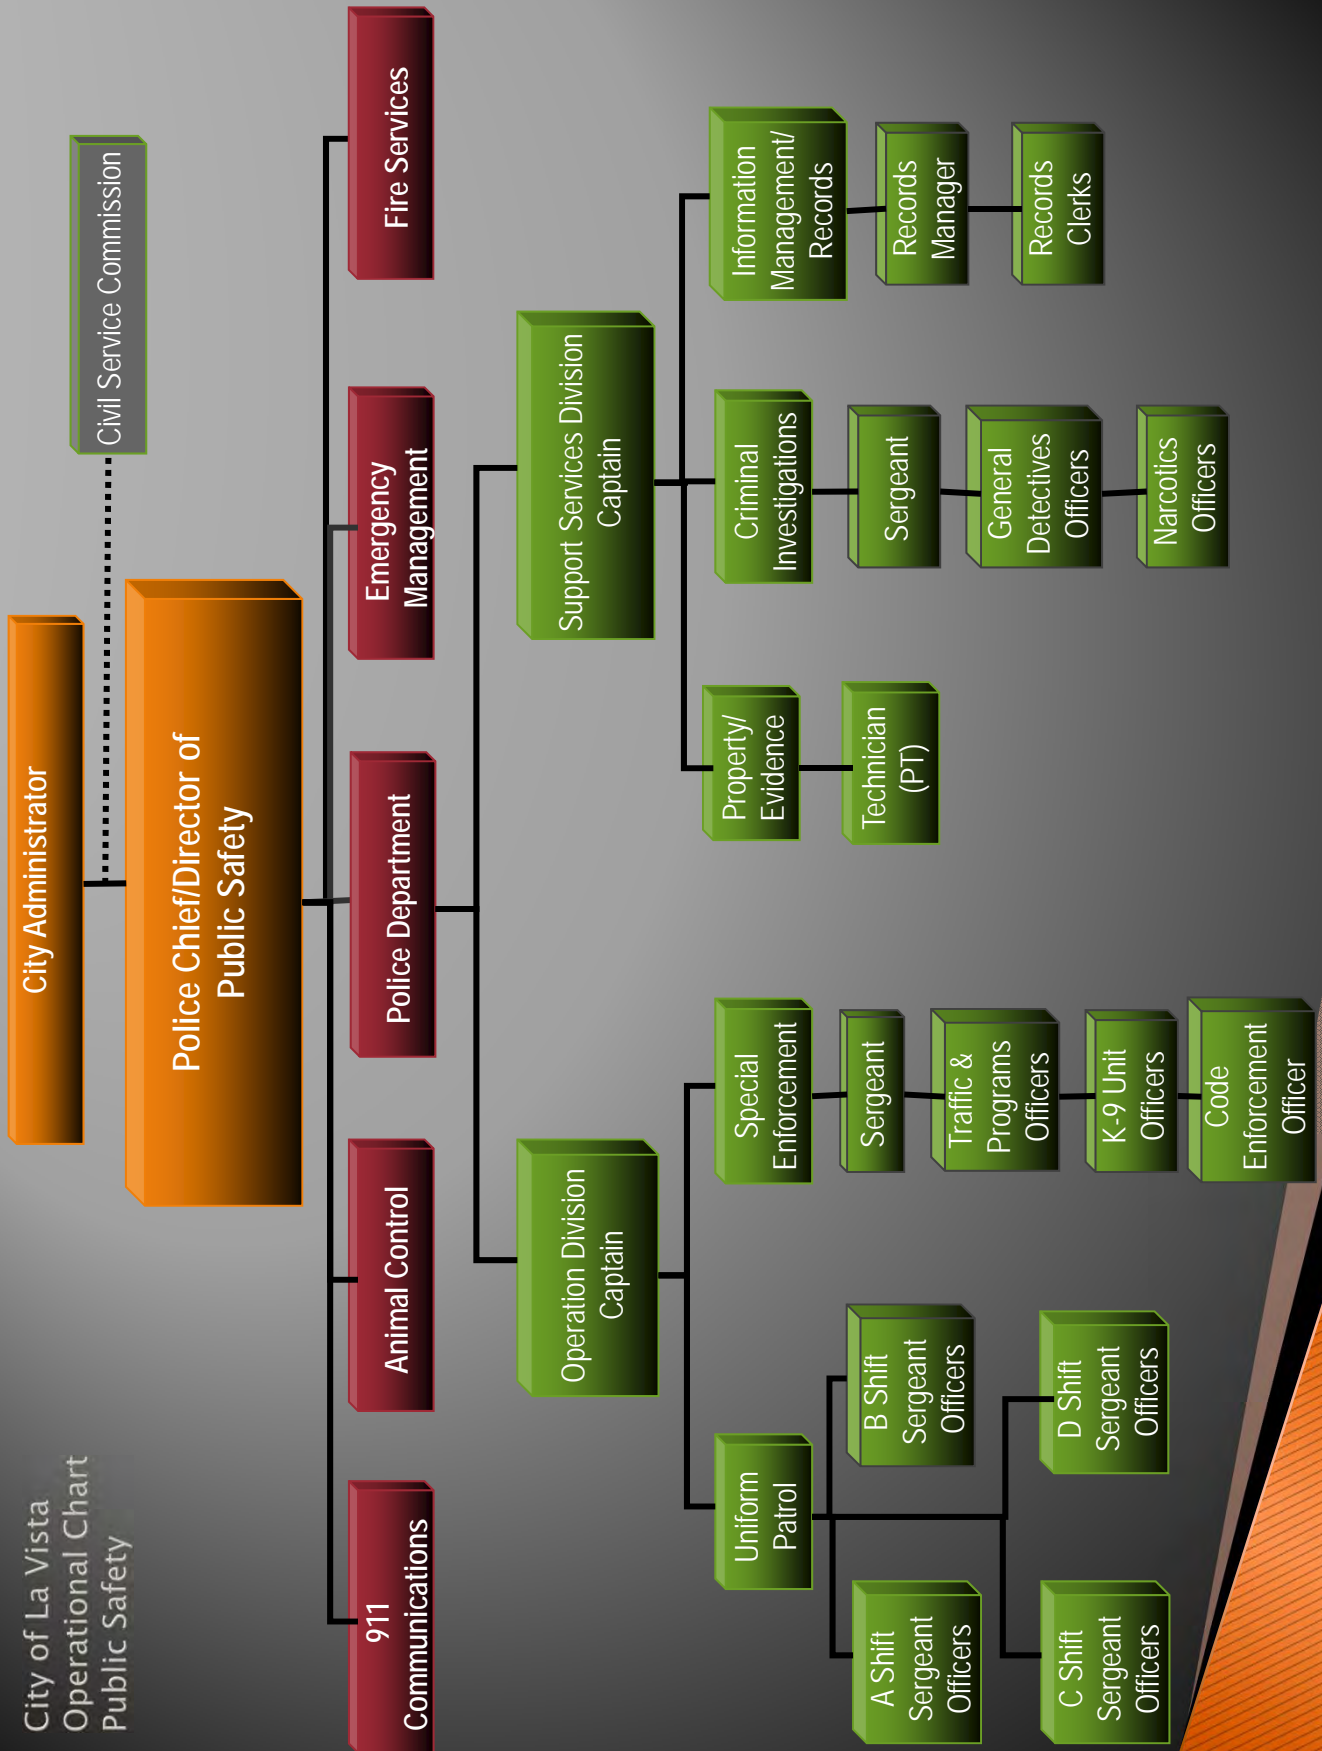 City of La Vista
Operational Chart
Public Safety
City Administrator
Civil Service Commission
Police Chief/Director of
Public Safety
911
Communications
Animal Control
Police Department
Emergency
Management
Fire Services
Operation Division
Captain
Support Services Division
Captain
Uniform
Patrol
Special
Enforcement
Property/
Evidence
Criminal
Investigations
Information
Management/
Records
A Shift
Sergeant
Officers
B Shift
Sergeant
Officers
C Shift
Sergeant
Officers
D Shift
Sergeant
Officers
Sergeant
Traffic &
Programs
Officers
K-9 Unit
Officers
Code
Enforcement
Officer
Technician
(PT)
Sergeant
General
Detectives
Officers
Narcotics
Officers
Records
Manager
Records
Clerks